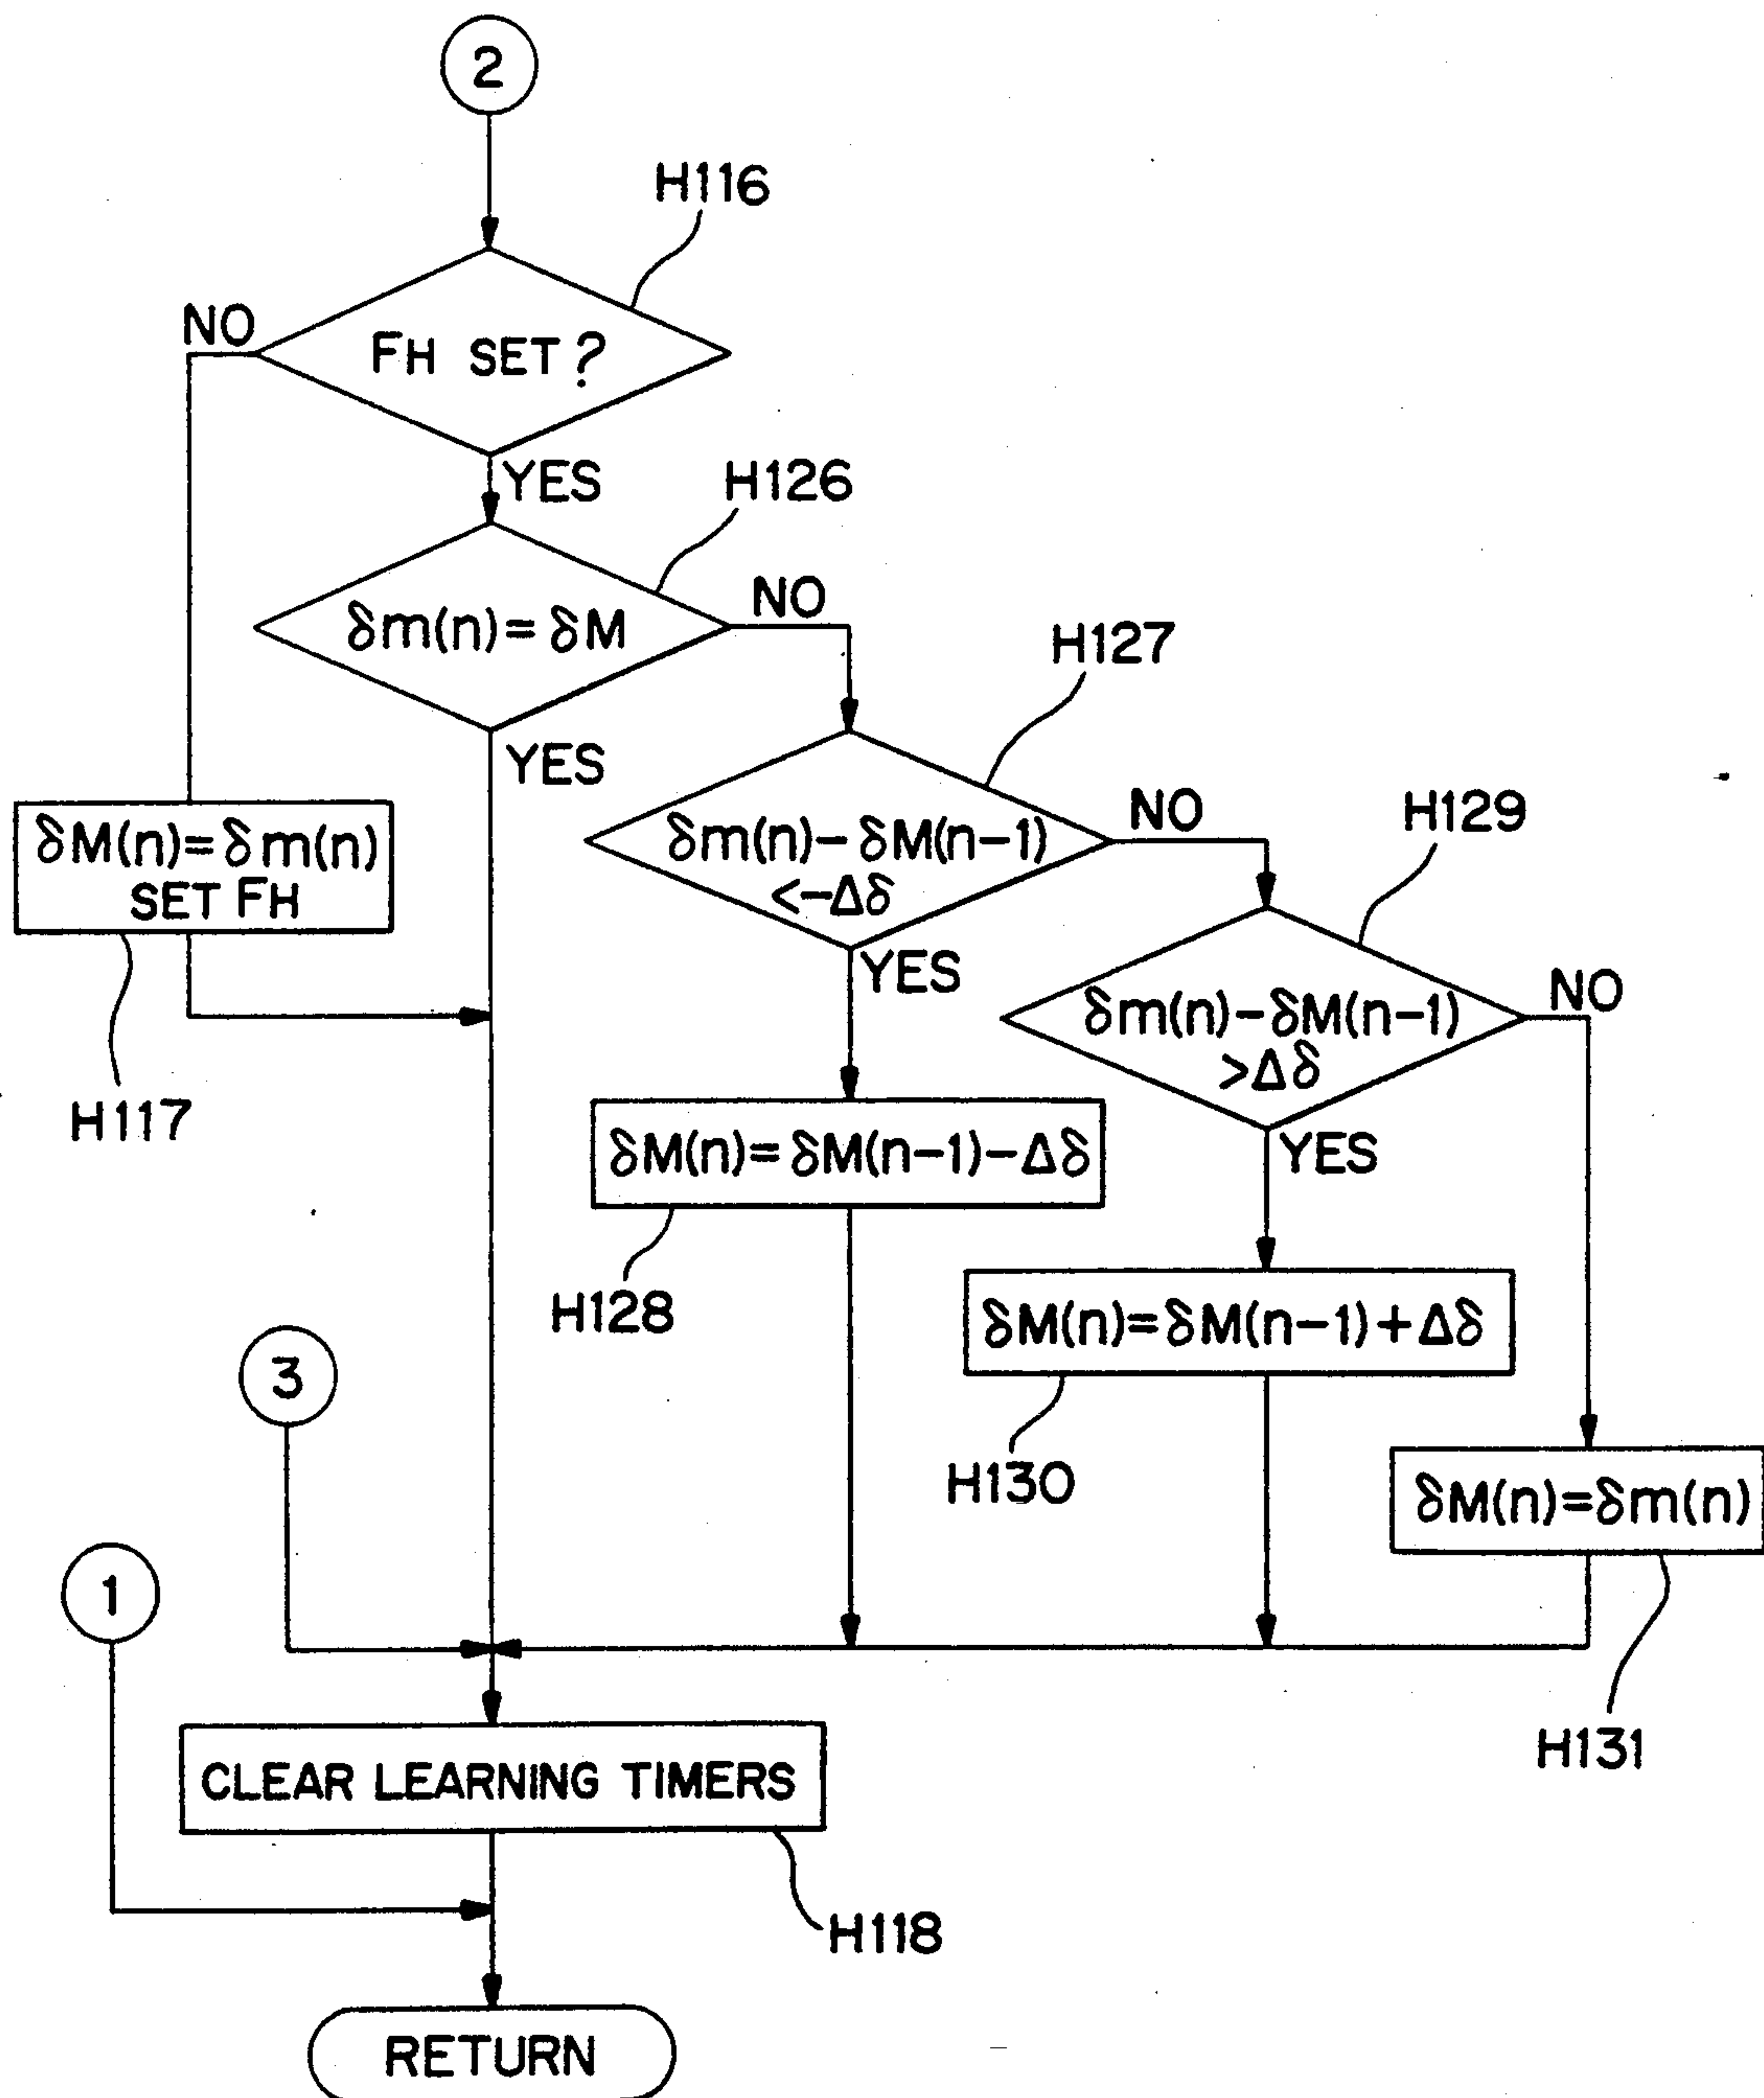 2
H116
NO
FH SET?
YES
H126
NO
δm(n)=δM
H127
YES
NO
H129
δM(n)=δm(n)
SET FH
δm(n)-δM(n-1)
<-Δδ
YES
NO
δm(n)-δM(n-1)
>Δδ
H117
δM(n)=δM(n-1)-Δδ
YES
H128
δM(n)=δM(n-1)+Δδ
3
H130
δM(n)=δm(n)
1
H131
CLEAR LEARNING TIMERS
H118
RETURN